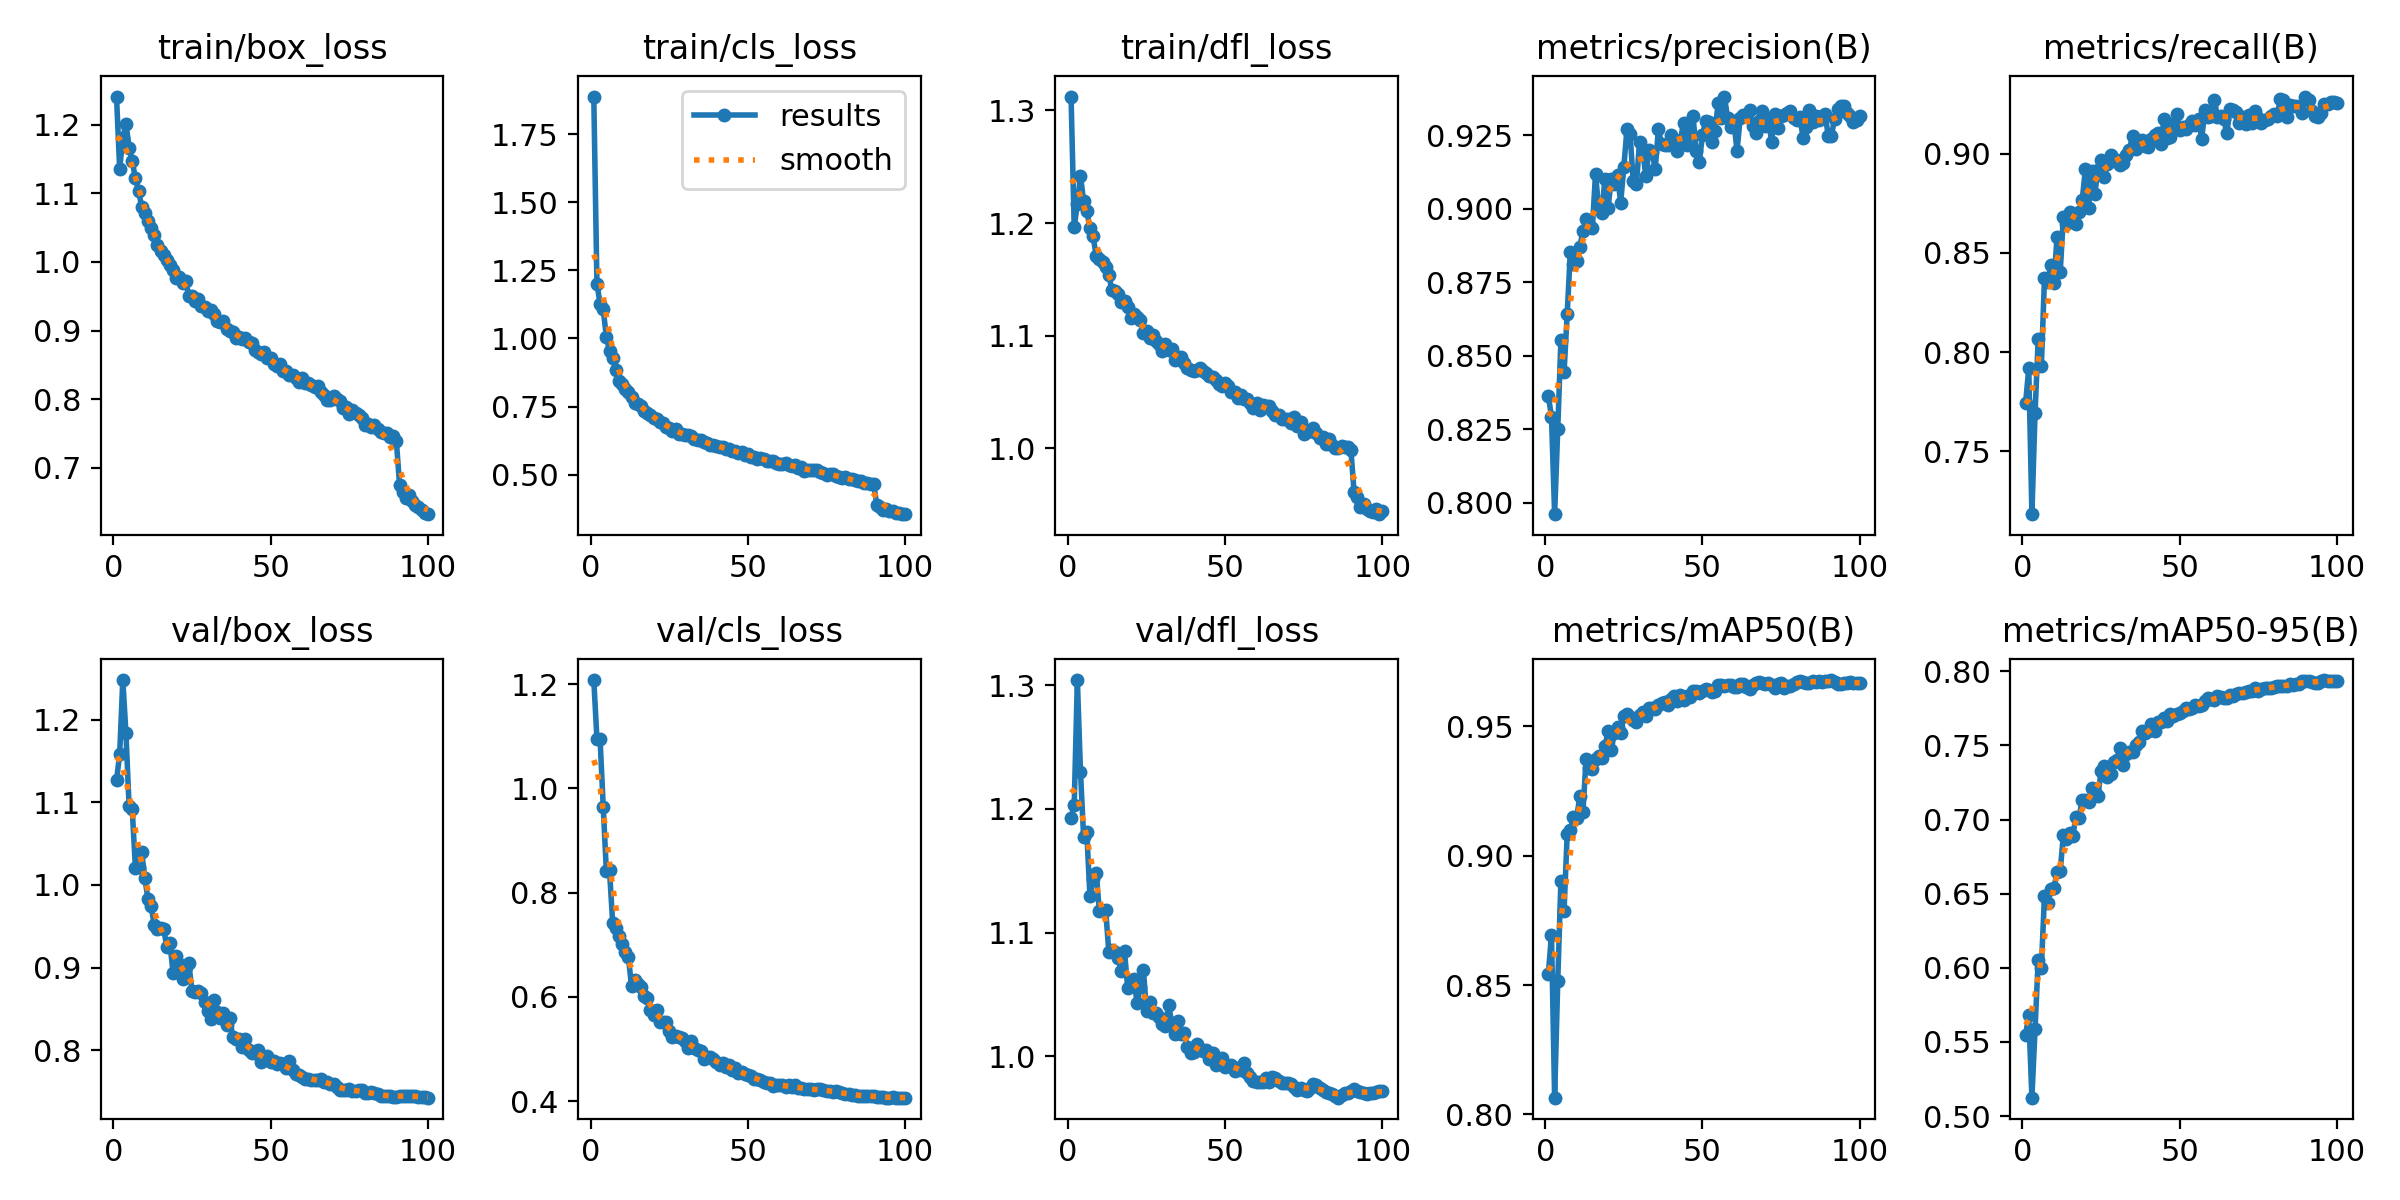 train/box_loss
1.2
1.1
1.0
0.9
0.8
0.7
0 50 100
train/cls_loss
results
smooth
1.75
1.50
1.25
1.00
0.75
0.50
0 50 100
train/dfl_loss
1.3
1.2
1.1
1.0
0 50 100
metrics/precision(B)
0.925
0.900
0.875
0.850
0.825
0.800
0 50 100
metrics/recall(B)
0.90
0.85
0.80
0.75
0 50 100
val/box_loss
1.2
1.1
1.0
0.9
0.8
0 50 100
val/cls_loss
1.2
1.0
0.8
0.6
0.4
0 50 100
val/dfl_loss
1.3
1.2
1.1
1.0
0 50 100
metrics/mAP50(B)
0.95
0.90
0.85
0.80
0 50 100
metrics/mAP50-95(B)
0.80
0.75
0.70
0.65
0.60
0.55
0.50
0 50 100